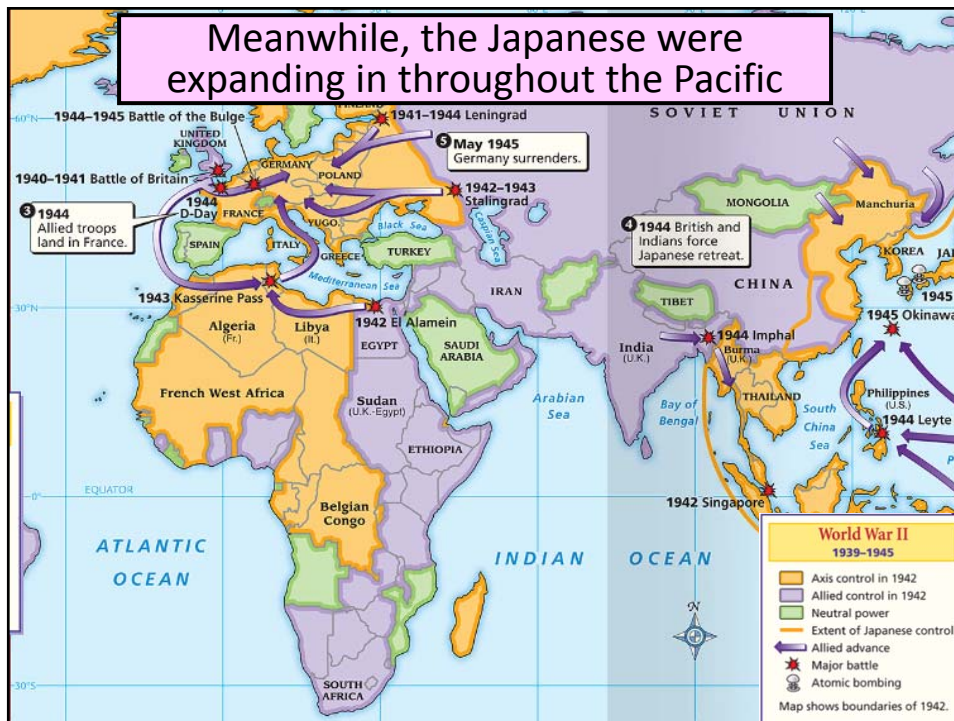 Meanwhile, the Japanese were
expanding in throughout the Pacific
60°N
1944–1945 Battle of the Bulge
1941–1944 Leningrad
SOVIET UNION
UNITED
KINGDOM
5 May 1945
Germany surrenders.
GERMANY
POLAND
1940–1941 Battle of Britain
1942–1943
Stalingrad
3 1944
Allied troops
land in France.
1944
D-Day
FRANCE
YUGO.
Black Sea
Caspian Sea
MONGOLIA
Manchuria
4 1944 British and
Indians force
Japanese retreat.
SPAIN
ITALY
GREECE
TURKEY
KOREA
Mediterranean Sea
IRAN
CHINA
TIBET
1943 Kasserine Pass
30°N
1942 El Alamein
1945
1945 Okinawa
Algeria
(Fr.)
Libya
(It.)
EGYPT
SAUDI
ARABIA
India
(U.K.)
1944 Imphal
Burma
(U.K.)
French West Africa
Sudan
(U.K.-Egypt)
Arabian
Sea
Bay of
Bengal
THAILAND
South
China
Sea
Philippines
(U.S.)
1944 Leyte
ETHIOPIA
EQUATOR
0°
Belgian
Congo
1942 Singapore
ATLANTIC
OCEAN
INDIAN OCEAN
N
SOUTH
AFRICA
30°S
World War II
1939–1945
Axis control in 1942
Allied control in 1942
Neutral power
Extent of Japanese control
Allied advance
Major battle
Atomic bombing
Map shows boundaries of 1942.